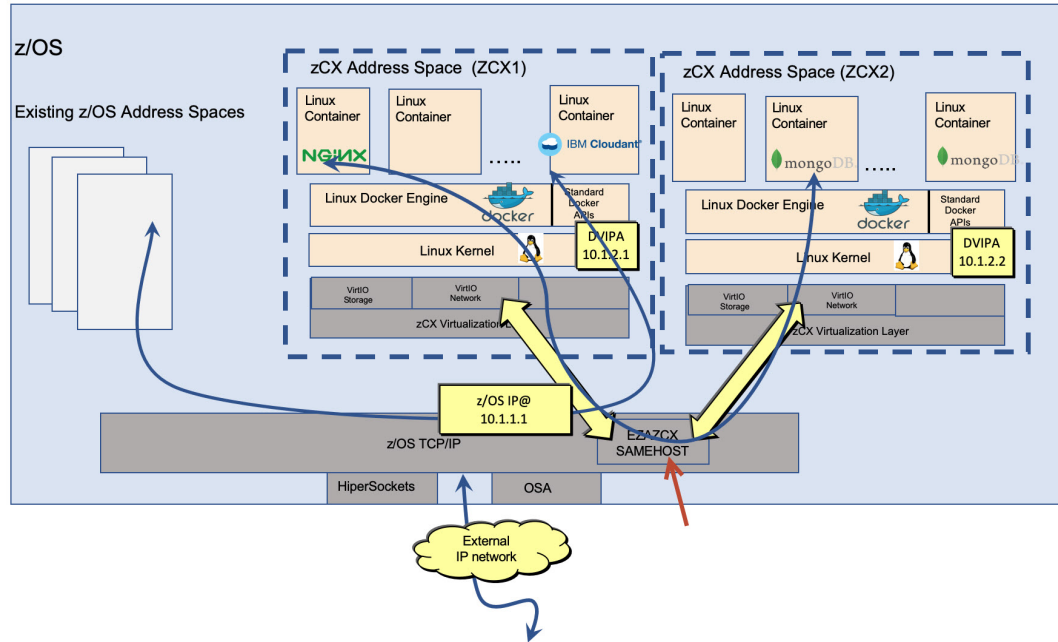 z/OS
Existing z/OS Address Spaces
zCX Address Space (ZCX1)
Linux
Container
NGINX
Linux
Container
.....
Linux
Container
IBM Cloudant
Linux Docker Engine
docker
Standard
Docker
APIs
Linux Kernel
DVIPA
10.1.2.1
VirtIO
Storage
VirtIO
Network
zCX Virtualization
zCX Address Space (ZCX2)
Linux
Container
Linux
Container
mongoDB.
.....
Linux
Container
mongoDB.
Linux Docker Engine
docker
Standard
Docker
APIs
Linux Kernel
DVIPA
10.1.2.2
VirtIO
Storage
VirtIO
Network
zCX Virtualization Layer
z/OS IP@
10.1.1.1
z/OS TCP/IP
EZAZCX
SAMEHOST
HiperSockets
OSA
External
IP network